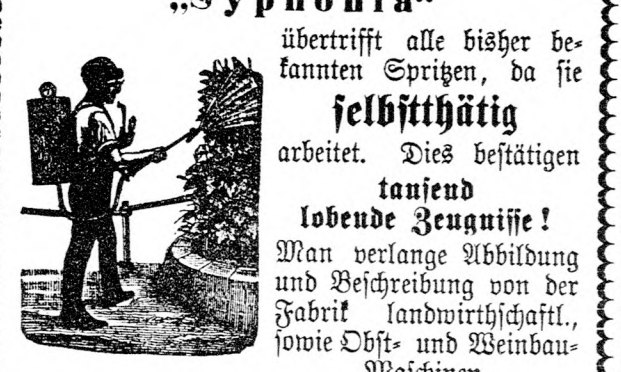 „Syphonia“
übertrifft alle bisher be-
kannten Spritzen, da sie
selbstthätig
arbeitet. Dies bestätigen
tausend
lobende Zeugnisse!
Man verlange Abbildung
und Beschreibung von der
Fabrik landwirthschaftl.,
sowie Obst- und Weinbau-
Maschinen